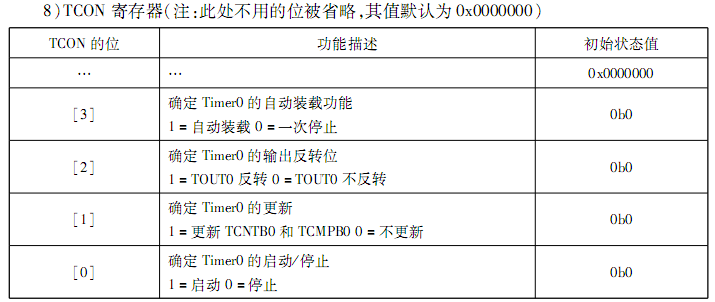 8)TCON 寄存器(注:此处不用的位被省略,其值默认为 0x0000000)
TCON 的位 功能描述 初始状态值
… … 0x0000000
[3] 确定 Timer0 的自动装载功能
1 = 自动装载 0 = 一次停止 0b0
[2] 确定 Timer0 的输出反转位
1 = TOUT0 反转 0 = TOUT0 不反转 0b0
[1] 确定 Timer0 的更新
1 = 更新 TCNTB0 和 TCMPB0 0 = 不更新 0b0
[0] 确定 Timer0 的启动/停止
1 = 启动 0 = 停止 0b0